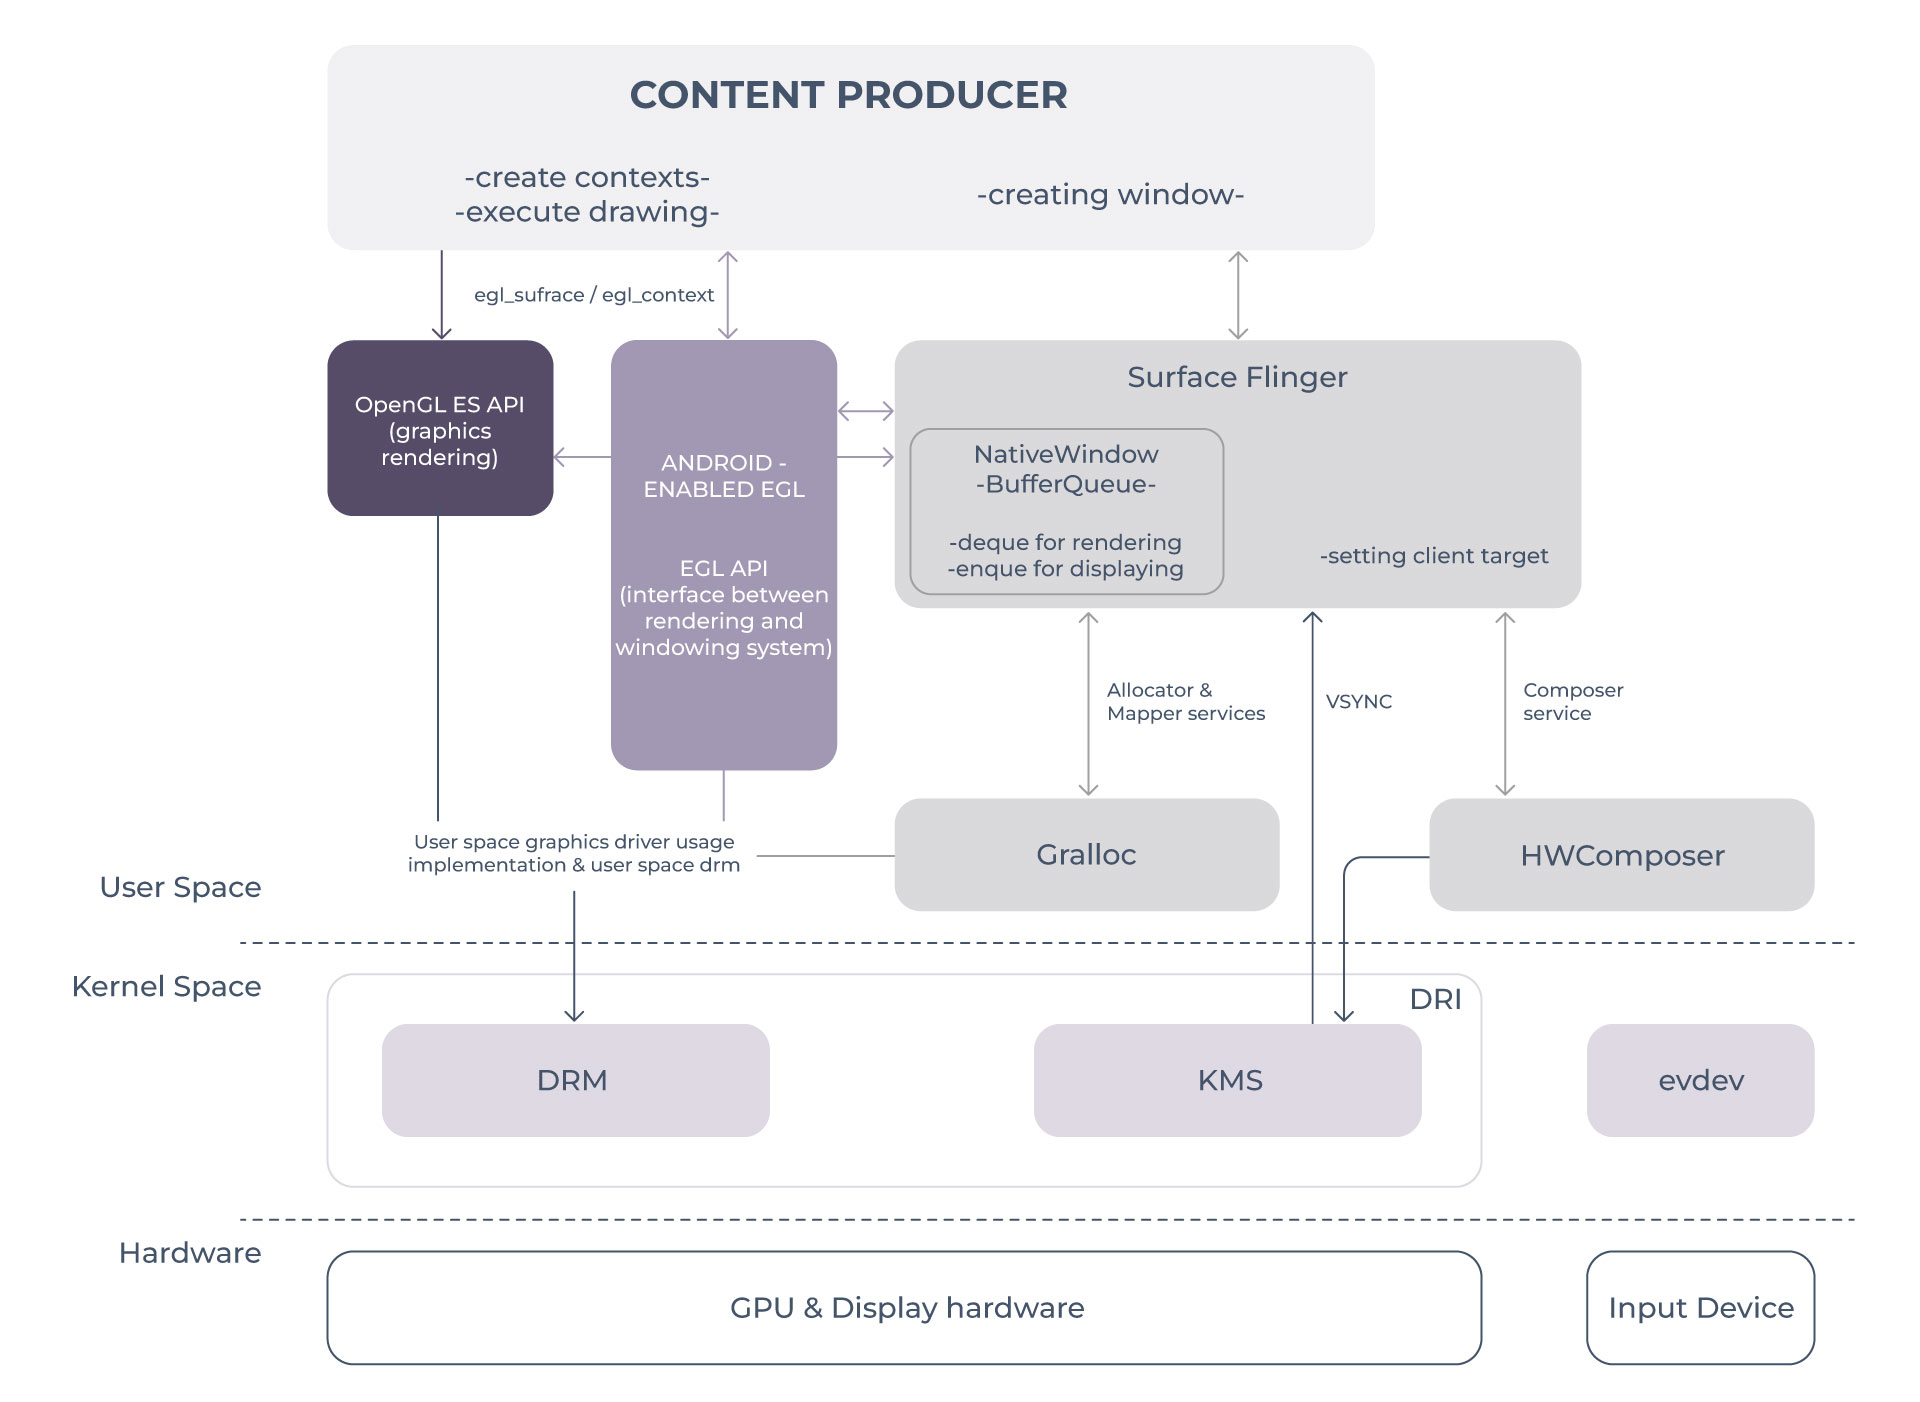 CONTENT PRODUCER
-create contexts-
-execute drawing-
-creating window-
egl_sufrace / egl_context
OpenGL ES API
(graphics
rendering)
ANDROID -
ENABLED EGL
EGL API
(interface between
rendering and
windowing system)
Surface Flinger
NativeWindow
-BufferQueue-
-deque for rendering
-enque for displaying
-setting client target
Allocator &
Mapper services
VSYNC
Composer
service
User space graphics driver usage
implementation & user space drm
Gralloc
HWComposer
User Space
Kernel Space
DRI
DRM
KMS
evdev
Hardware
GPU & Display hardware
Input Device